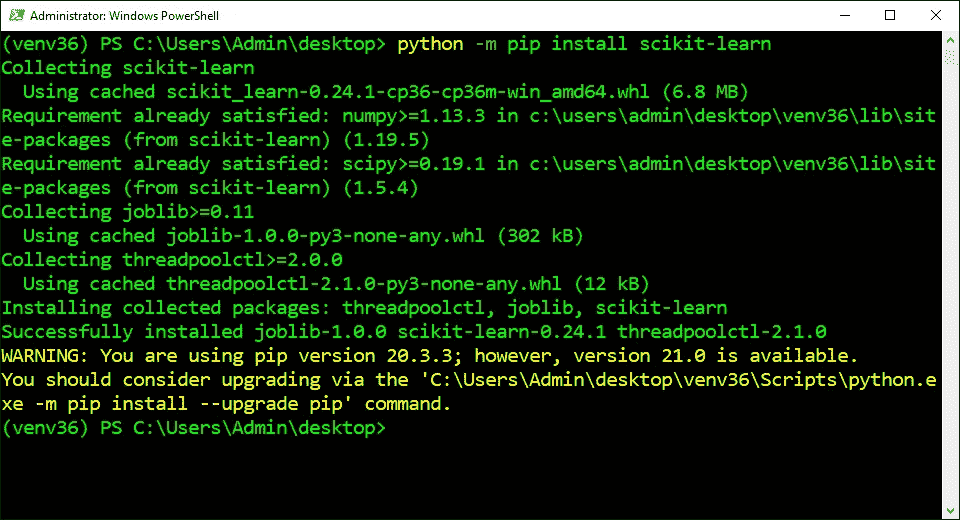 Administrator: Windows PowerShell
(venv36) PS C:\Users\Admin\desktop> python -m pip install scikit-learn
Collecting scikit-learn
  Using cached scikit_learn-0.24.1-cp36-cp36m-win_amd64.whl (6.8 MB)
Requirement already satisfied: numpy>=1.13.3 in c:\users\admin\desktop\venv36\lib\sit
e-packages (from scikit-learn) (1.19.5)
Requirement already satisfied: scipy>=0.19.1 in c:\users\admin\desktop\venv36\lib\sit
e-packages (from scikit-learn) (1.5.4)
Collecting joblib>=0.11
  Using cached joblib-1.0.0-py3-none-any.whl (302 kB)
Collecting threadpoolctl>=2.0.0
  Using cached threadpoolctl-2.1.0-py3-none-any.whl (12 kB)
Installing collected packages: threadpoolctl, joblib, scikit-learn
Successfully installed joblib-1.0.0 scikit-learn-0.24.1 threadpoolctl-2.1.0
WARNING: You are using pip version 20.3.3; however, version 21.0 is available.
You should consider upgrading via the 'C:\Users\Admin\desktop\venv36\Scripts\python.e
xe -m pip install --upgrade pip' command.
(venv36) PS C:\Users\Admin\desktop>